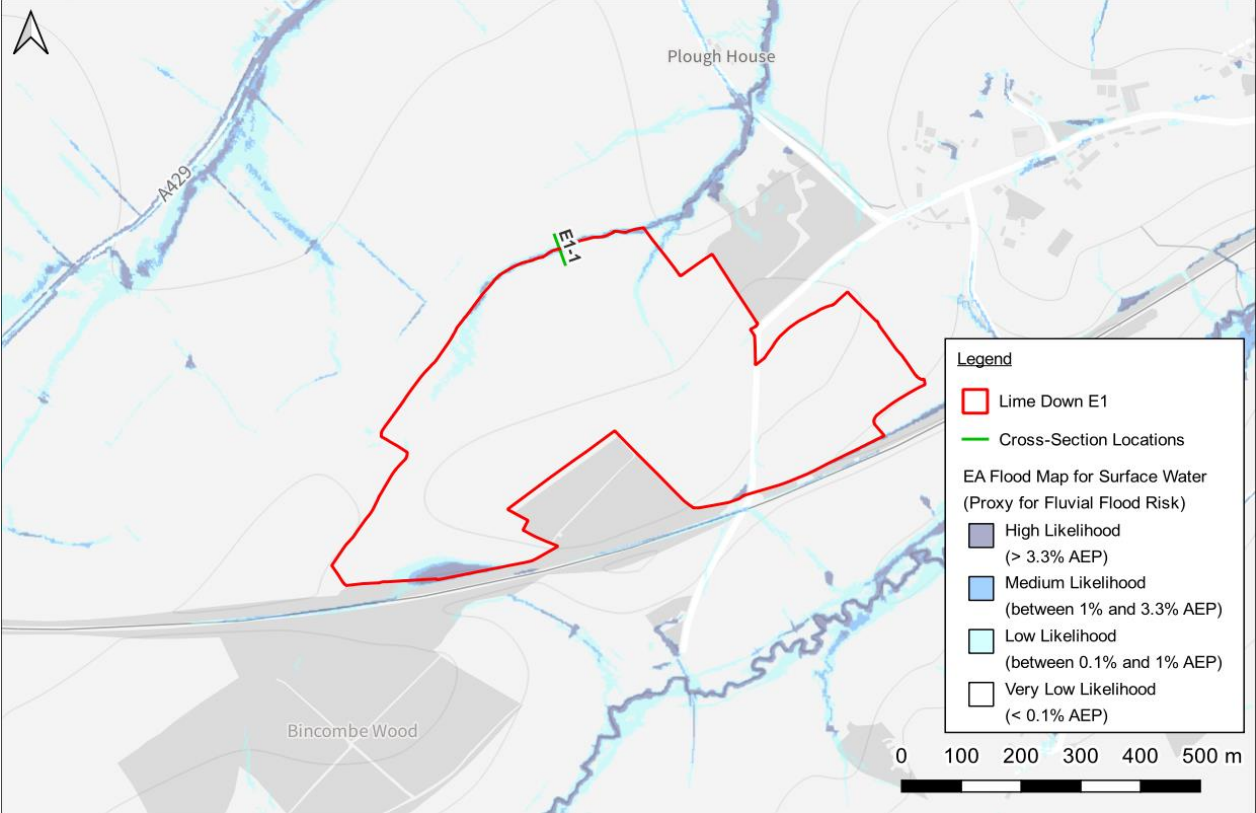 Plough House
A429
E1-1
Legend
Lime Down E1
Cross-Section Locations
EA Flood Map for Surface Water
(Proxy for Fluvial Flood Risk)
High Likelihood
(> 3.3% AEP)
Medium Likelihood
(between 1% and 3.3% AEP)
Low Likelihood
(between 0.1% and 1% AEP)
Very Low Likelihood
(< 0.1% AEP)
Bincombe Wood
0 100 200 300 400 500 m